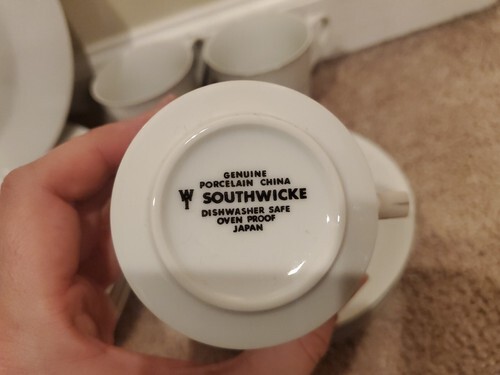 GENUINE
PORCELAIN CHINA
SOUTHWICKE
DISHWASHER SAFE
OVEN PROOF
JAPAN